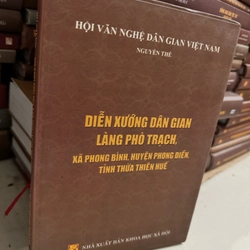 HỘI VĂN NGHỆ DÂN GIAN VIỆT NAM
NGUYỄN THẾ
DIỄN XƯỚNG DÂN GIAN
LÀNG PHÒ TRẠCH,
XÃ PHONG BÌNH, HUYỆN PHONG ĐIỀN,
TỈNH THỪA THIÊN HUẾ
NHÀ XUẤT BẢN KHOA HỌC XÃ HỘI